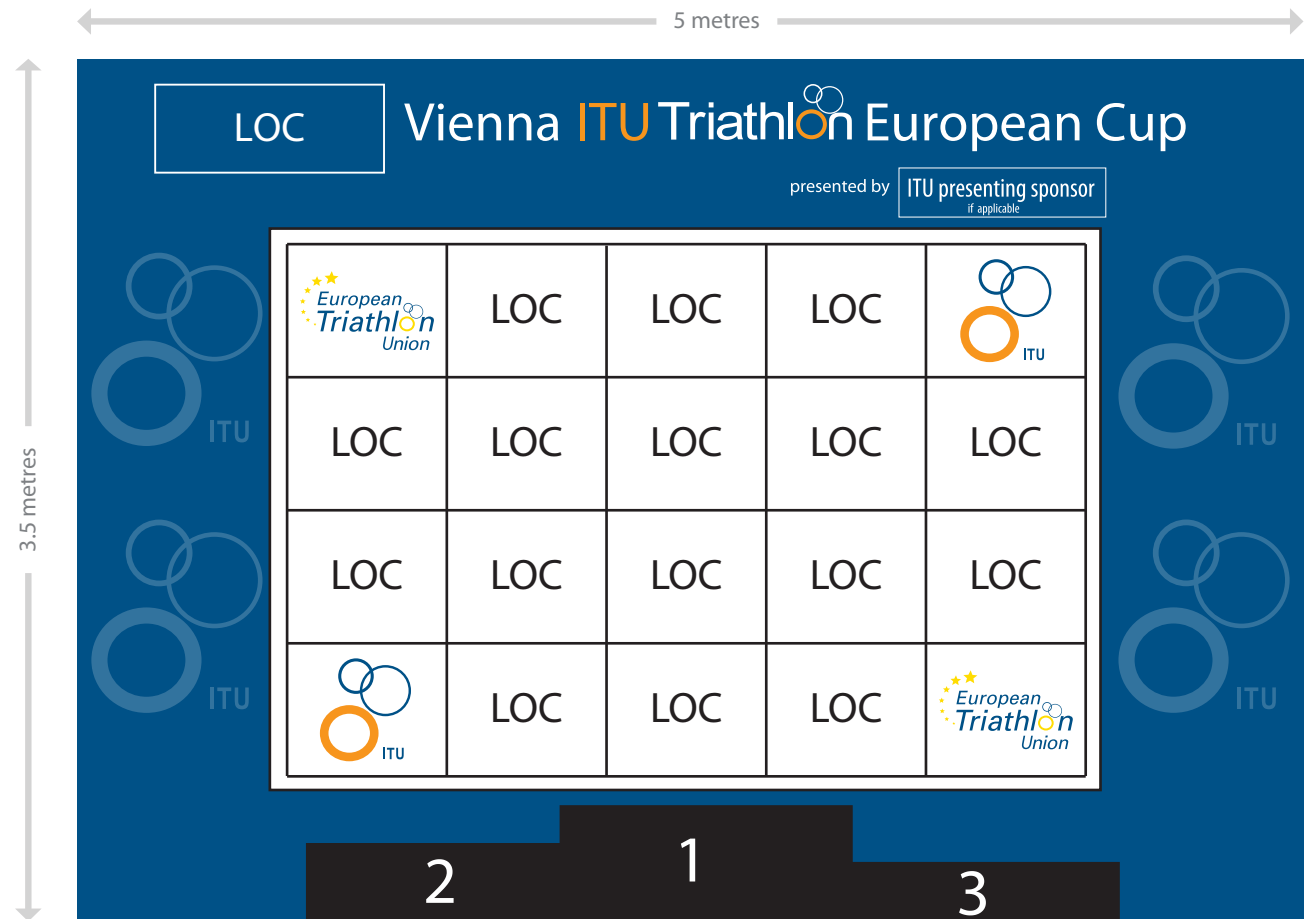 5 metres
3.5 metres
LOC
Vienna ITU Triathlon European Cup
presented by
ITU presenting sponsor
if applicable
European
Triathlon
Union
LOC LOC LOC
ITU
ITU
ITU
LOC LOC LOC LOC LOC
LOC LOC LOC LOC LOC
ITU
LOC LOC LOC
European
Triathlon
Union
ITU
ITU
1
2
3